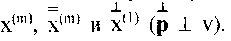 x̄⁽ᵐ⁾, x̿⁽ᵐ⁾ и x̄⁽¹⁾ (p̄ ⊥ v).